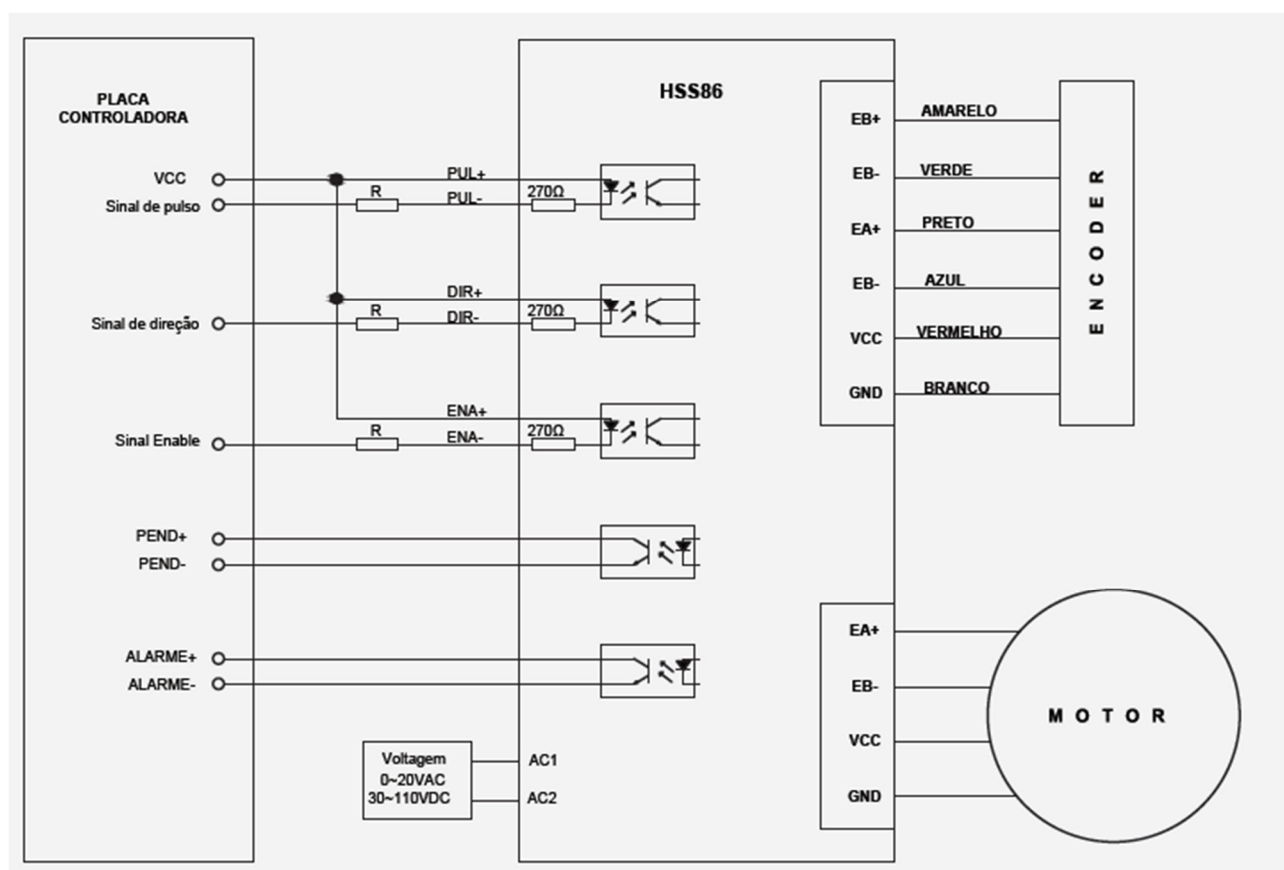 PLACA
CONTROLADORA
HSS86
VCC
Sinal de pulso
R
PUL+
PUL-
270Ω
Sinal de direção
R
DIR+
DIR-
270Ω
Sinal Enable
R
ENA+
ENA-
270Ω
PEND+
PEND-
ALARME+
ALARME-
Voltagem
0~20VAC
30~110VDC
AC1
AC2
EB+
AMARELO
EB-
VERDE
EA+
PRETO
EB-
AZUL
VCC
VERMELHO
GND
BRANCO
ENCODER
EA+
EB-
VCC
GND
MOTOR